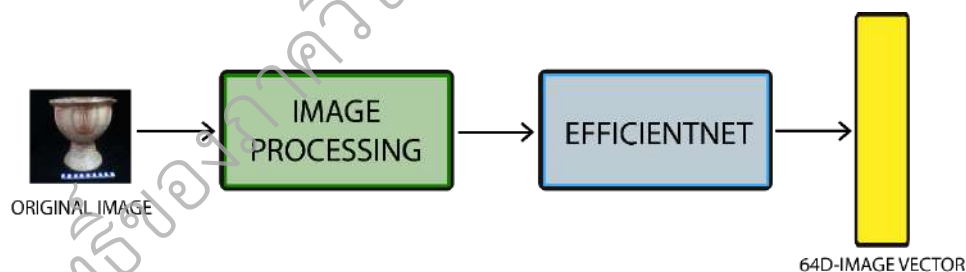 ORIGINAL IMAGE
IMAGE
PROCESSING
EFFICIENTNET
64D-IMAGE VECTOR